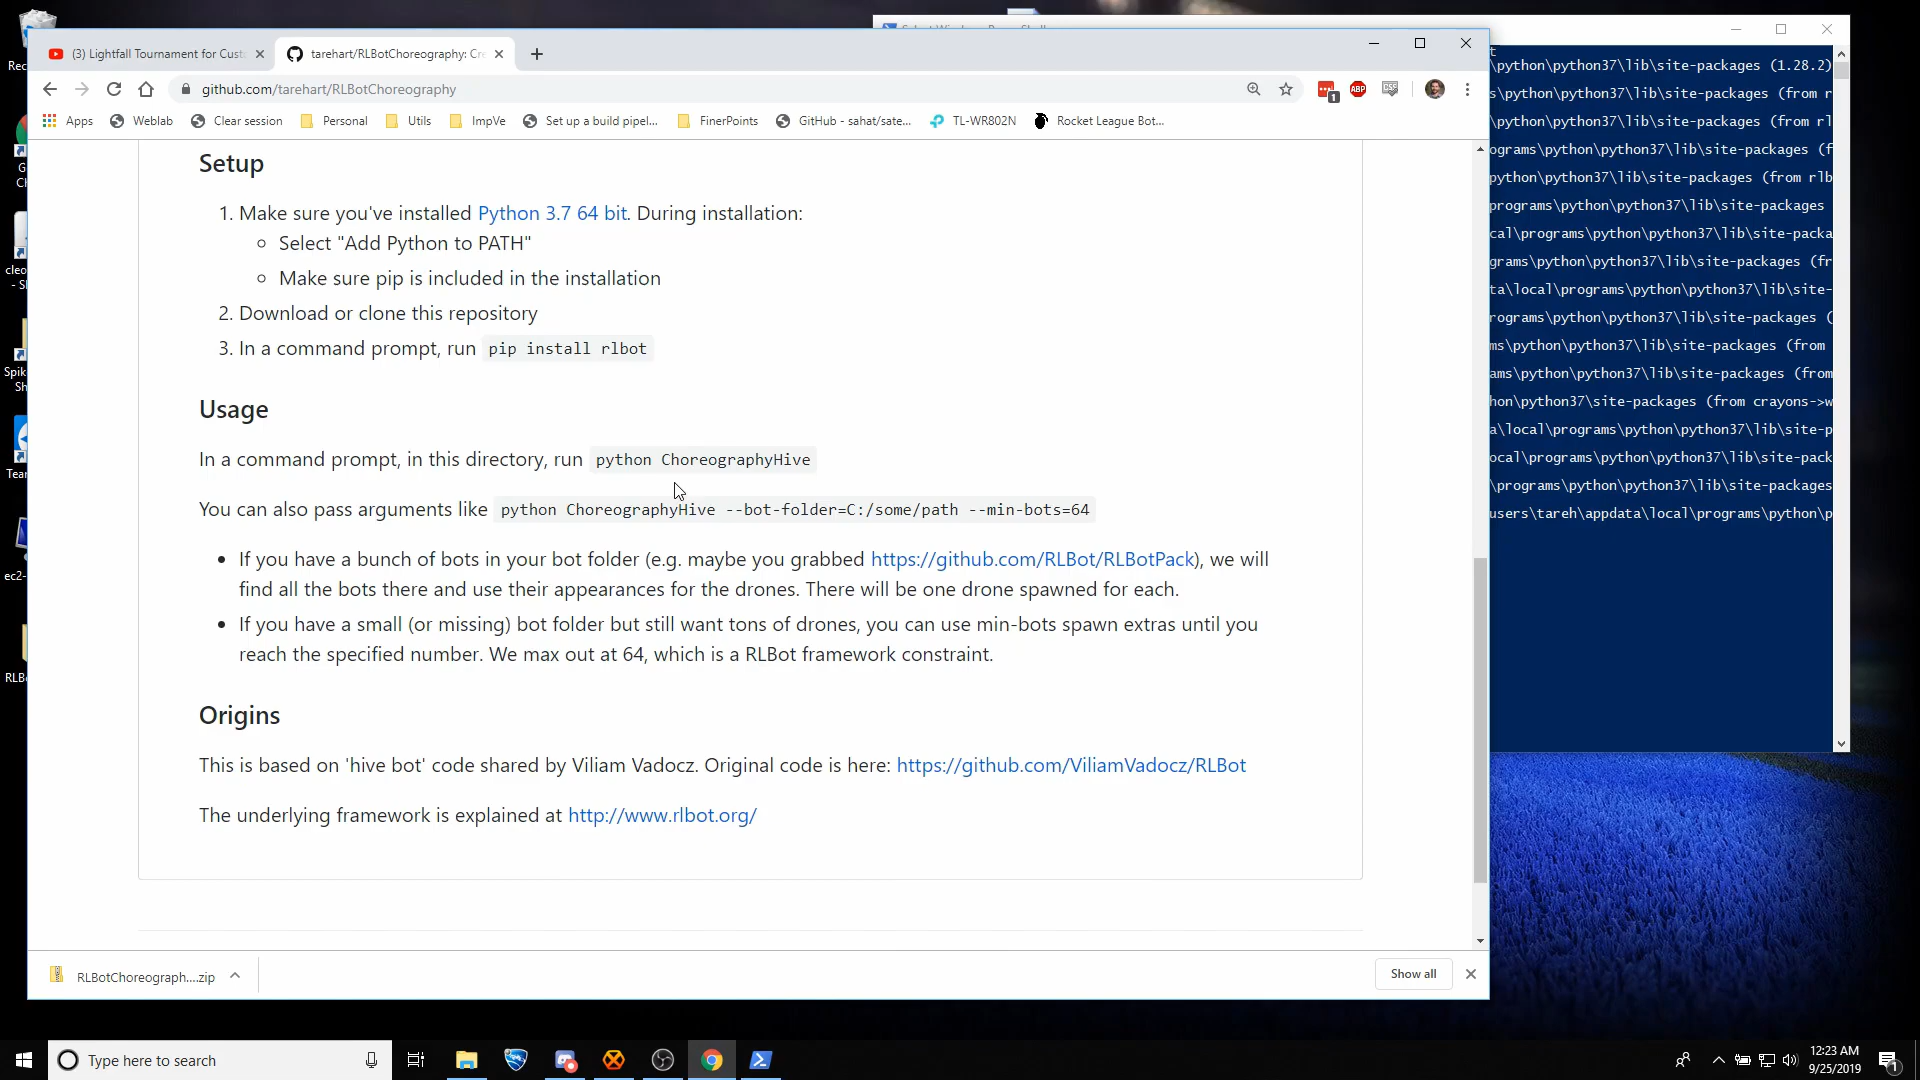 Select Wind
(3) Lightfall Tournament for Cust
tarehart/RLBotChoreography: Cre
github.com/tarehart/RLBotChoreography
1
ABP
Apps
Weblab
Clear session
Personal
Utils
ImpVe
Set up a build pipel...
FinerPoints
GitHub - sahat/sate...
TL-WR802N
Rocket League Bot...
Setup
1. Make sure you've installed Python 3.7 64 bit. During installation:
Select "Add Python to PATH"
Make sure pip is included in the installation
2. Download or clone this repository
3. In a command prompt, run pip install rlbot
Usage
In a command prompt, in this directory, run python ChoreographyHive
You can also pass arguments like python ChoreographyHive --bot-folder=C:/some/path --min-bots=64
If you have a bunch of bots in your bot folder (e.g. maybe you grabbed https://github.com/RLBot/RLBotPack), we will
find all the bots there and use their appearances for the drones. There will be one drone spawned for each.
If you have a small (or missing) bot folder but still want tons of drones, you can use min-bots spawn extras until you
reach the specified number. We max out at 64, which is a RLBot framework constraint.
Origins
This is based on 'hive bot' code shared by Viliam Vadocz. Original code is here: https://github.com/ViliamVadocz/RLBot
The underlying framework is explained at http://www.rlbot.org/
RLBotChoreograph....zip
Show all
t
\python\python37\lib\site-packages (1.28.2)
s\python\python37\lib\site-packages (from r
\python\python37\lib\site-packages (from rl
ograms\python\python37\lib\site-packages (f
python\python37\lib\site-packages (from rlb
programs\python\python37\lib\site-packages
cal\programs\python\python37\lib\site-packa
grams\python\python37\lib\site-packages (fr
ta\local\programs\python\python37\lib\site-
rograms\python\python37\lib\site-packages (
ms\python\python37\lib\site-packages (from
ams\python\python37\lib\site-packages (from
hon\python37\site-packages (from crayons->w
a\local\programs\python\python37\lib\site-p
ocal\programs\python\python37\lib\site-pack
\programs\python\python37\lib\site-packages
users\tareh\appdata\local\programs\python\p
Rec
G
Ch
cleo
- Sh
Spik
Sh
Tea
ec2-
RLB
Type here to search
12:23 AM
9/25/2019
1